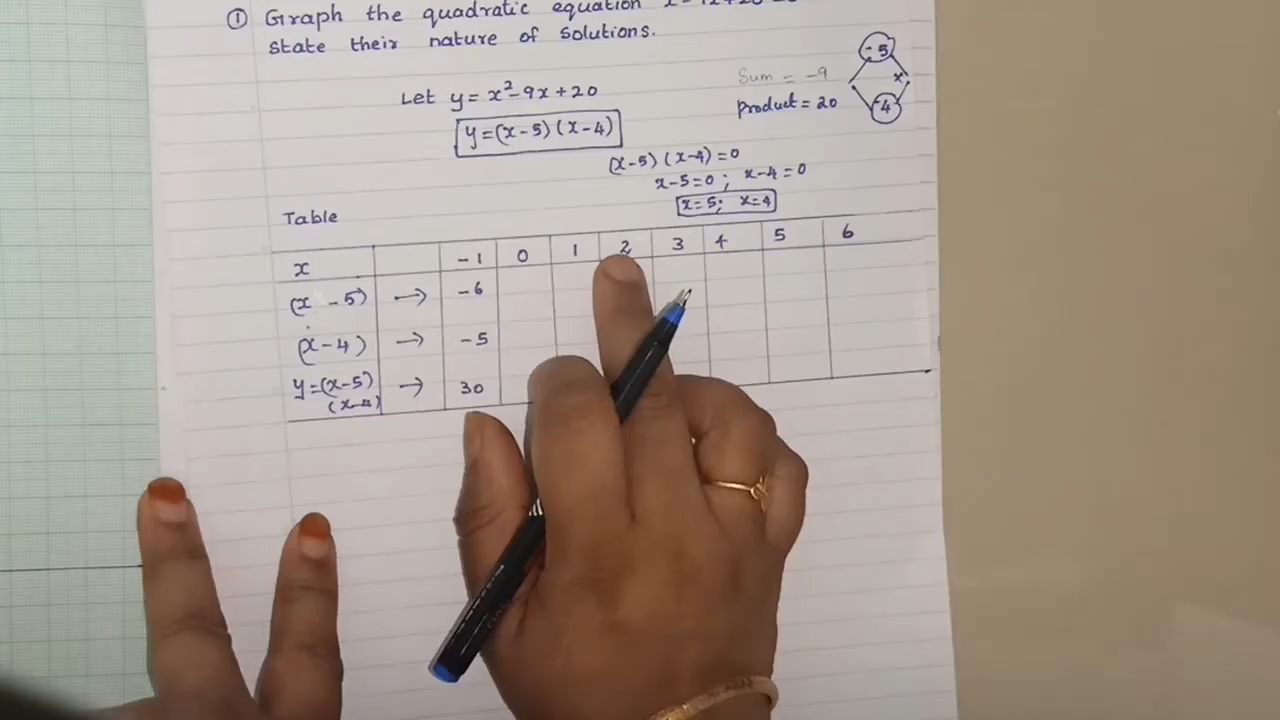 ① Graph the quadratic equation
state their nature of solutions.
Let y = x²-9x+20
y=(x-5)(x-4)
Sum = -9
product = 20
-5
x
-4
(x-5)(x-4)=0
x-5=0 ; x-4=0
x=5; x=4
Table
x -1 0 1 2 3 4 5 6
(x -5) → -6
(x-4) → -5
y=(x-5) → 30
(x-4)